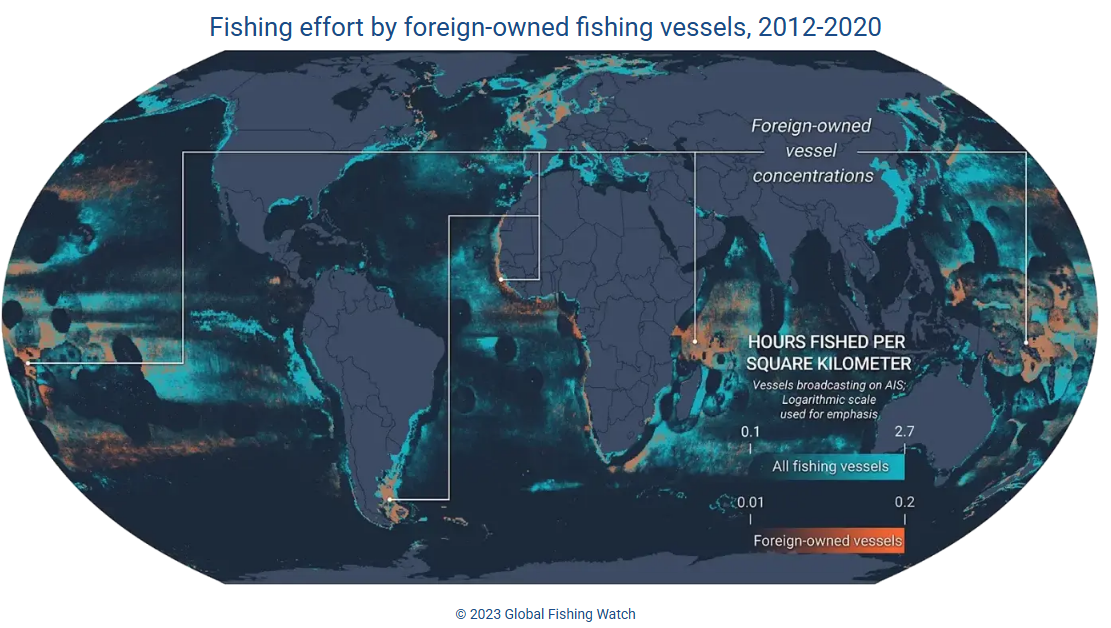 Fishing effort by foreign-owned fishing vessels, 2012-2020
Foreign-owned
vessel
concentrations
HOURS FISHED PER
SQUARE KILOMETER
Vessels broadcasting on AIS;
Logarithmic scale
used for emphasis
0.1 2.7
All fishing vessels
0.01 0.2
Foreign-owned vessels
© 2023 Global Fishing Watch